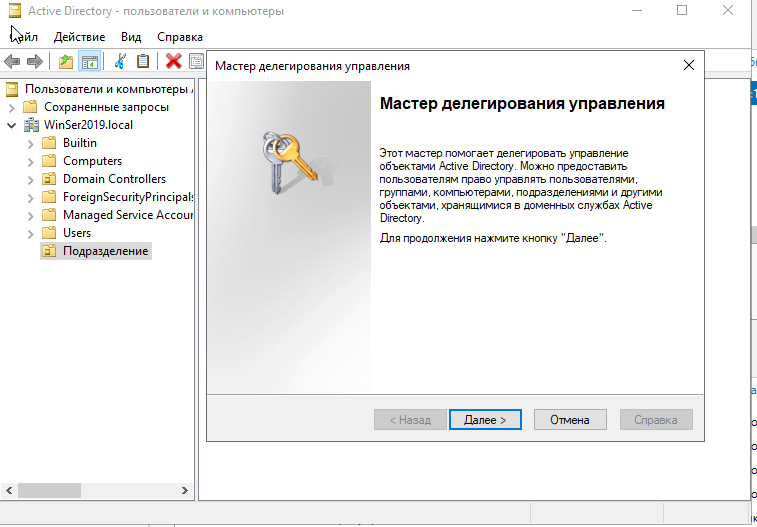 Active Directory - пользователи и компьютеры
Файл Действие Вид Справка
Пользователи и компьютеры
Сохраненные запросы
WinSer2019.local
Builtin
Computers
Domain Controllers
ForeignSecurityPrincipals
Managed Service Accour
Users
Подразделение
Мастер делегирования управления
Мастер делегирования управления
Этот мастер помогает делегировать управление
объектами Active Directory. Можно предоставить
пользователям право управлять пользователями,
группами, компьютерами, подразделениями и другими
объектами, хранящимися в доменных службах Active
Directory.
Для продолжения нажмите кнопку "Далее".
< Назад Далее > Отмена Справка